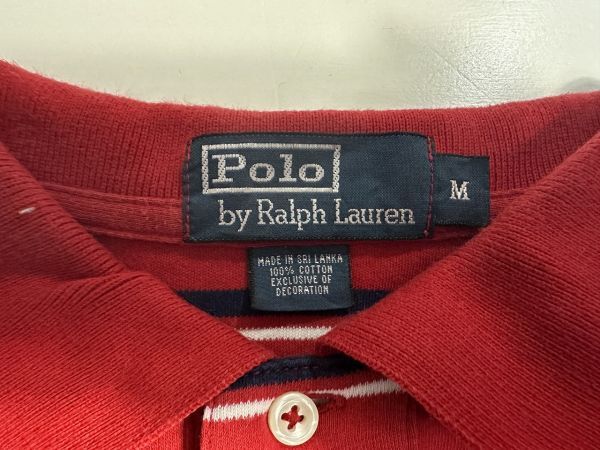 Polo
by Ralph Lauren
M
MADE IN SRI LANKA
100% COTTON
EXCLUSIVE OF
DECORATION